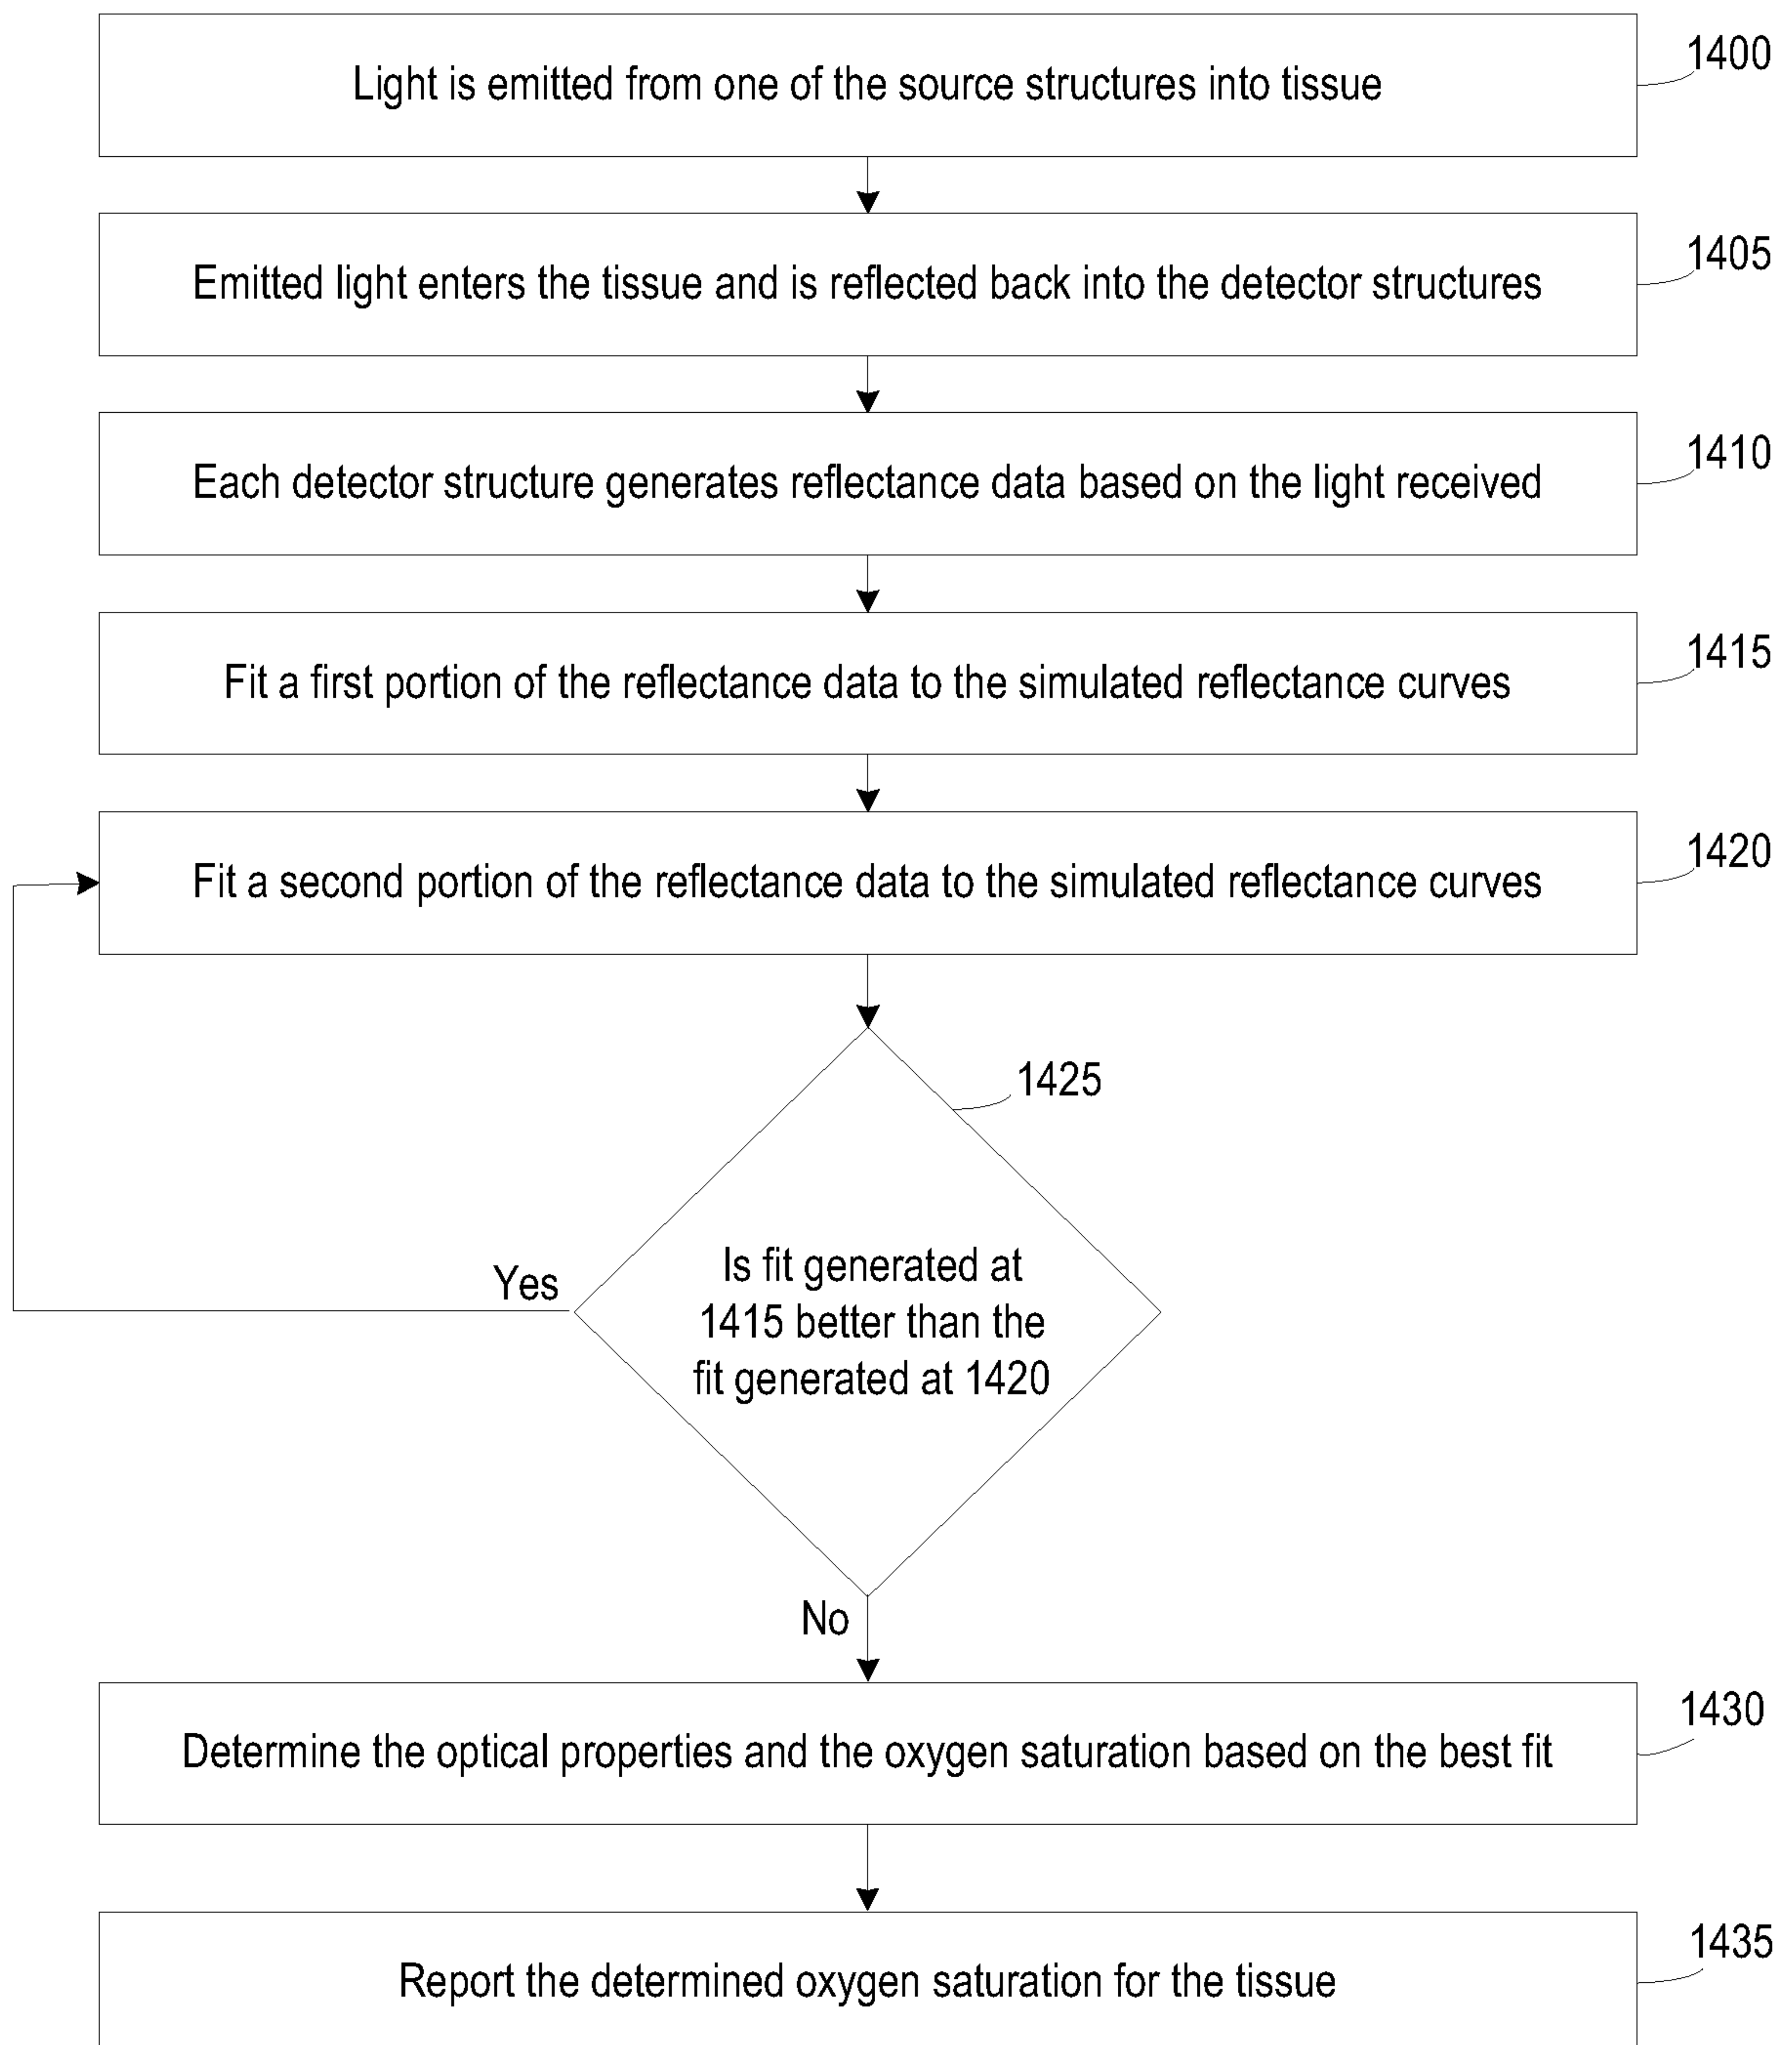 Light is emitted from one of the source structures into tissue
1400
Emitted light enters the tissue and is reflected back into the detector structures
1405
Each detector structure generates reflectance data based on the light received
1410
Fit a first portion of the reflectance data to the simulated reflectance curves
1415
Fit a second portion of the reflectance data to the simulated reflectance curves
1420
1425
Is fit generated at
1415 better than the
fit generated at 1420
Yes
No
Determine the optical properties and the oxygen saturation based on the best fit
1430
Report the determined oxygen saturation for the tissue
1435